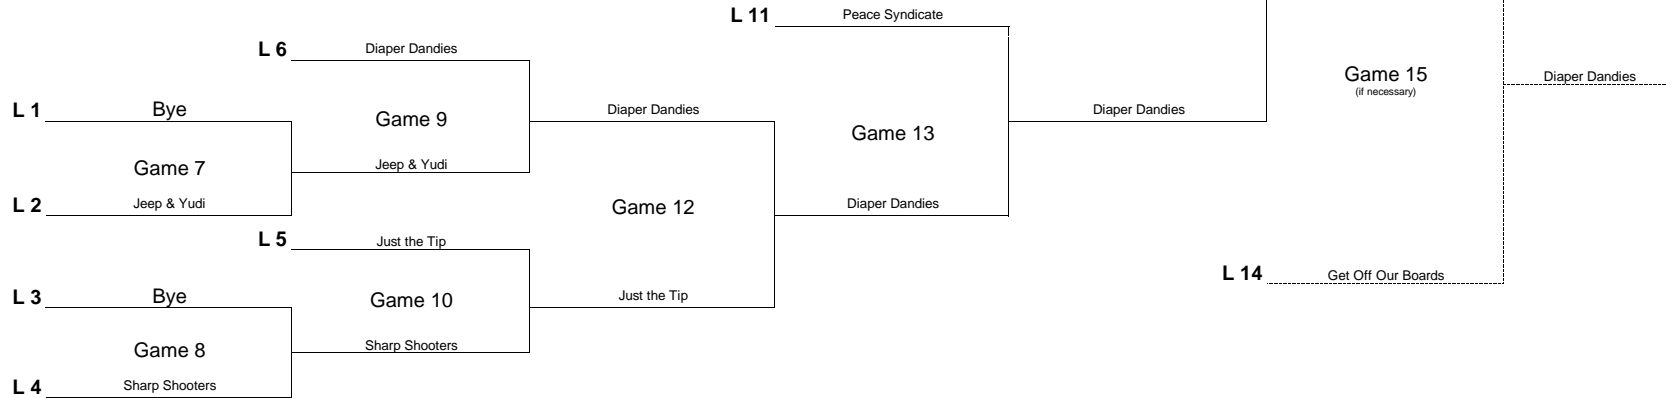 L 11
Peace Syndicate
L 6
Diaper Dandies
Game 15
(if necessary)
Diaper Dandies
L 1
Bye
Game 9
Diaper Dandies
Game 13
Diaper Dandies
Game 7
Jeep & Yudi
L 2
Jeep & Yudi
Game 12
Diaper Dandies
L 5
Just the Tip
L 14
Get Off Our Boards
L 3
Bye
Game 10
Just the Tip
Game 8
Sharp Shooters
L 4
Sharp Shooters